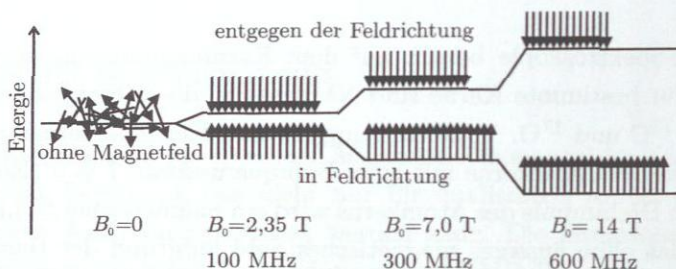 entgegen der Feldrichtung
Energie
ohne Magnetfeld
in Feldrichtung
B₀=0
B₀=2,35 T
B₀=7,0 T
B₀= 14 T
100 MHz
300 MHz
600 MHz